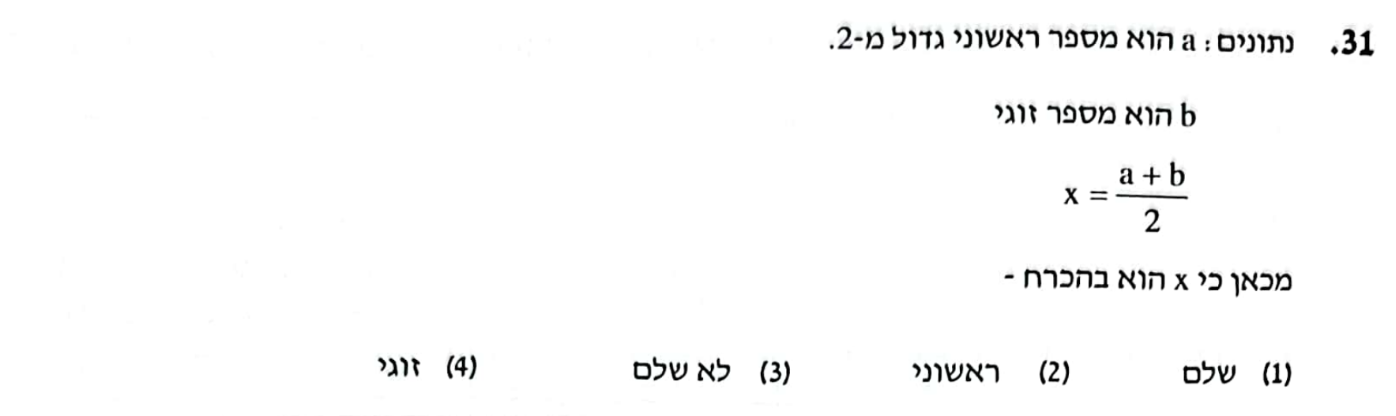 31. נתונים: a הוא מספר ראשוני גדול מ-2.
b הוא מספר זוגי
x = \frac{a + b}{2}
מכאן כי x הוא בהכרח -
(1) שלם (2) ראשוני (3) לא שלם (4) זוגי